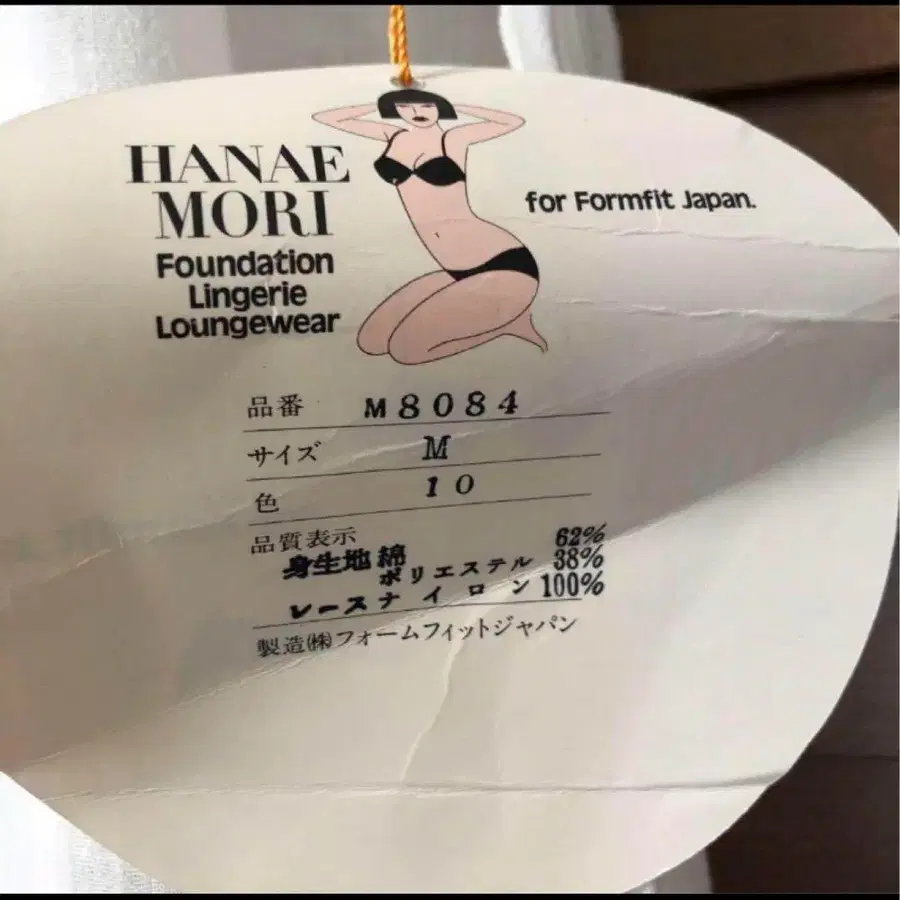 HANAE
MORI
Foundation
Lingerie
Loungewear
for Formfit Japan.
品番 M8084
サイズ M
色 10
品質表示
身生地 綿 62%
ポリエステル 38%
レースナイロン 100%
製造㈱フォームフィットジャパン